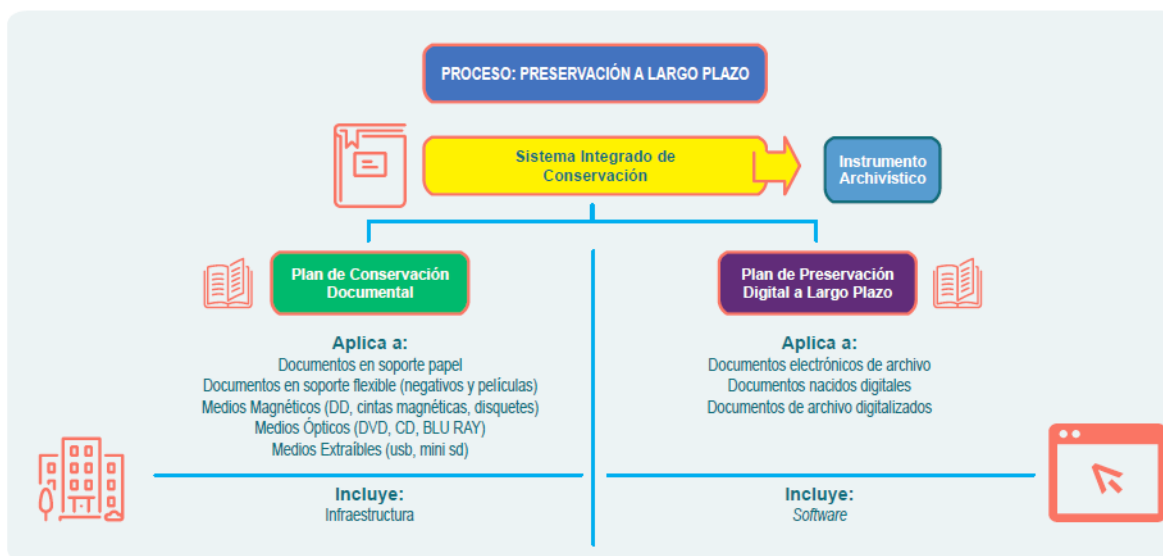 PROCESO: PRESERVACIÓN A LARGO PLAZO
Sistema Integrado de
Conservación
Instrumento
Archivístico
Plan de Conservación
Documental
Aplica a:
Documentos en soporte papel
Documentos en soporte flexible (negativos y películas)
Medios Magnéticos (DD, cintas magnéticas, disquetes)
Medios Ópticos (DVD, CD, BLU RAY)
Medios Extraíbles (usb, mini sd)
Incluye:
Infraestructura
Plan de Preservación
Digital a Largo Plazo
Aplica a:
Documentos electrónicos de archivo
Documentos nacidos digitales
Documentos de archivo digitalizados
Incluye:
Software